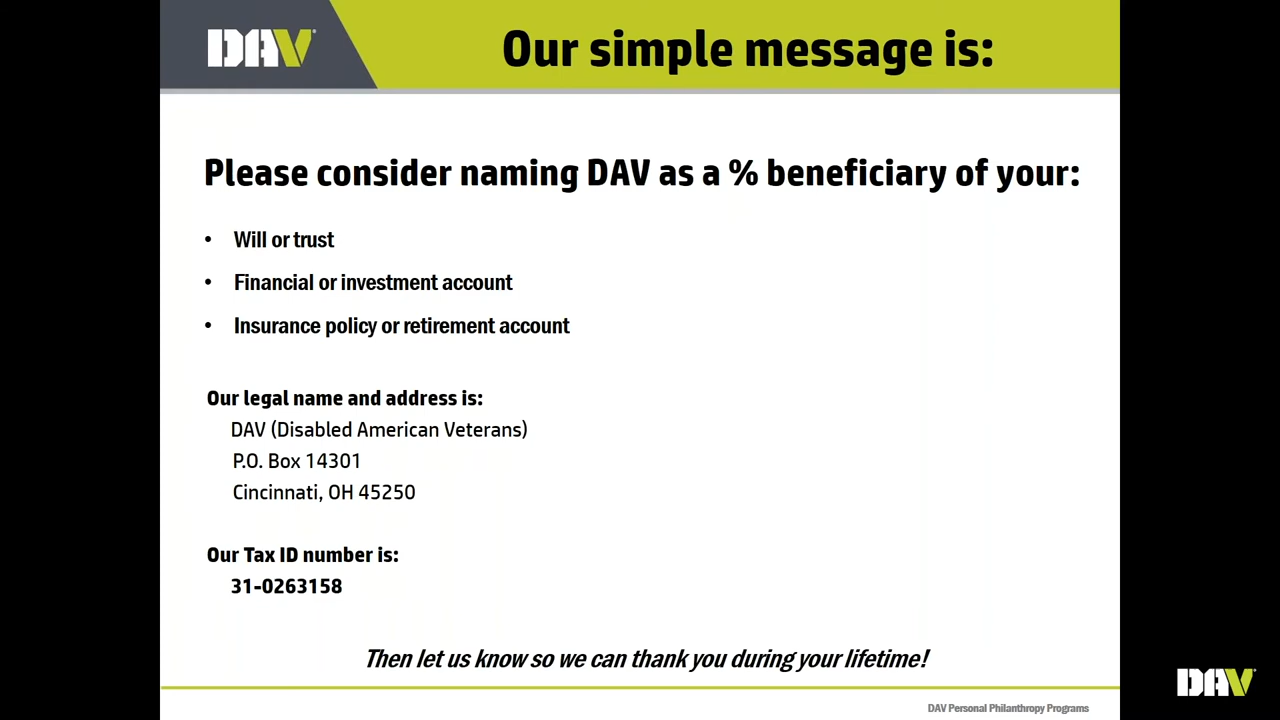 DAV
Our simple message is:
Please consider naming DAV as a % beneficiary of your:
• Will or trust
• Financial or investment account
• Insurance policy or retirement account
Our legal name and address is:
DAV (Disabled American Veterans)
P.O. Box 14301
Cincinnati, OH 45250
Our Tax ID number is:
31-0263158
Then let us know so we can thank you during your lifetime!
DAV Personal Philanthropy Programs
DAV